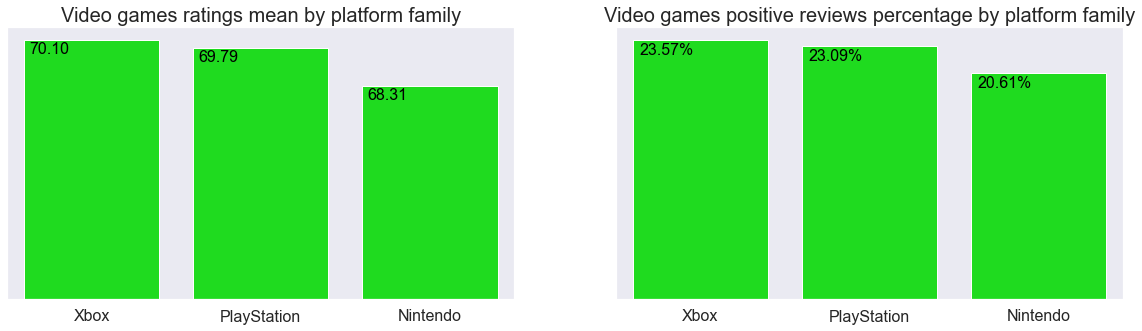 Video games ratings mean by platform family
70.10
69.79
68.31
Xbox
PlayStation
Nintendo
Video games positive reviews percentage by platform family
23.57%
23.09%
20.61%
Xbox
PlayStation
Nintendo